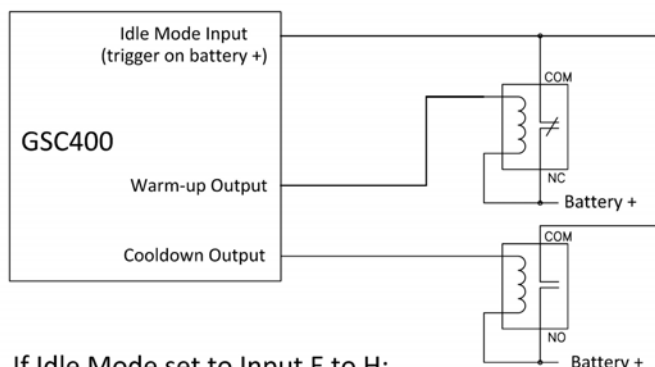 Idle Mode Input
(trigger on battery +)
COM
GSC400
NC
Warm-up Output
Battery +
COM
Cooldown Output
NO
If Idle Mode set to Input E to H:
Battery +